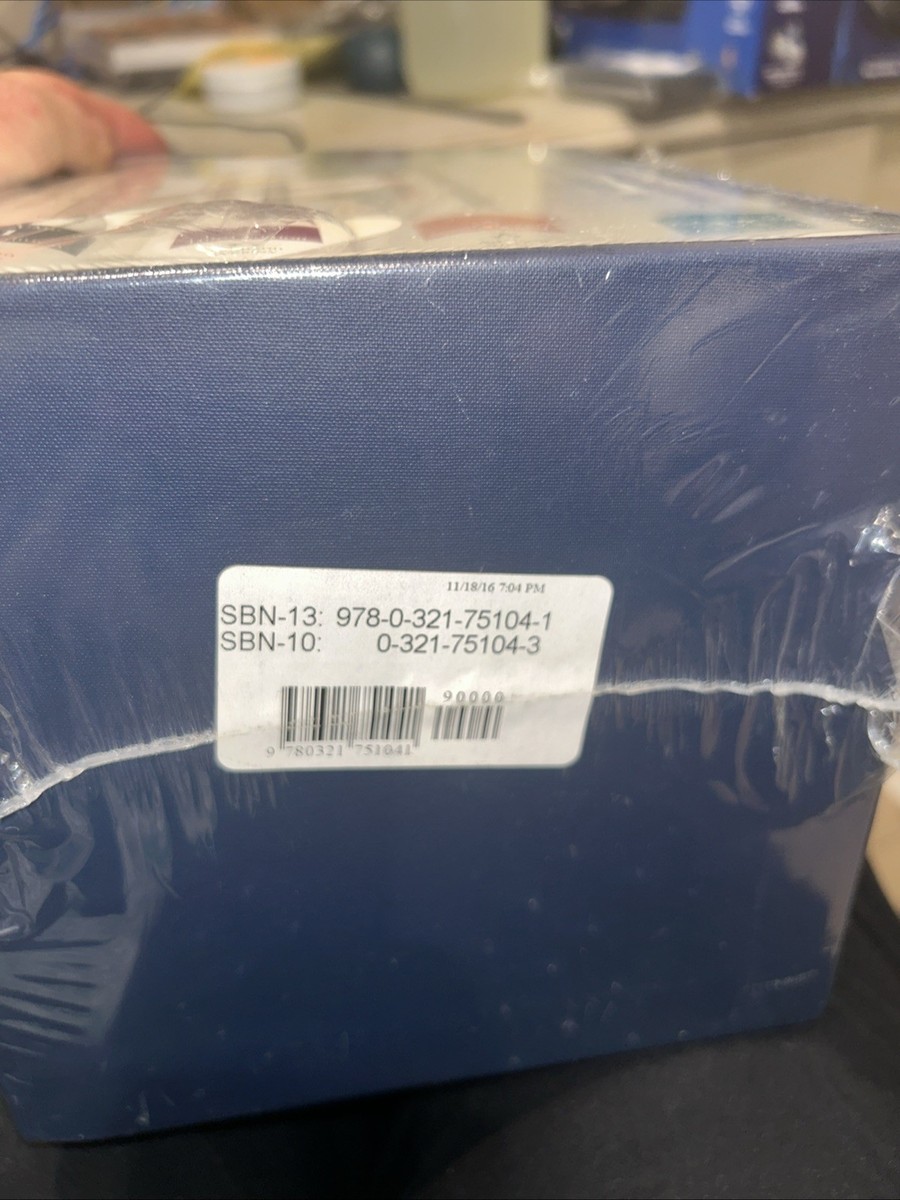 11/18/16 7:04 PM
SBN-13: 978-0-321-75104-1
SBN-10: 0-321-75104-3
90000
9 780321 751041